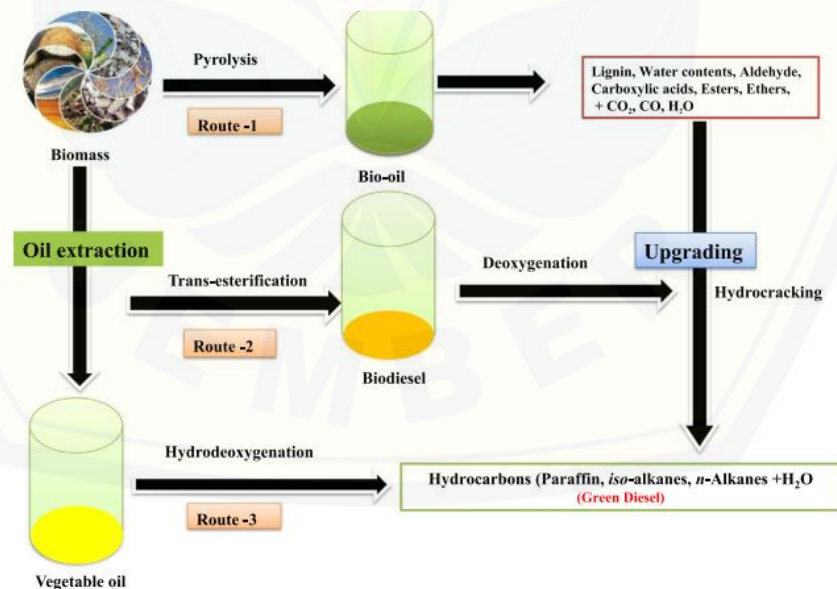 Pyrolysis
Route -1
Biomass
Bio-oil
Lignin, Water contents, Aldehyde,
Carboxylic acids, Esters, Ethers,
+ CO₂, CO, H₂O
Oil extraction
Trans-esterification
Route -2
Biodiesel
Deoxygenation
Upgrading
Hydrocracking
Hydrodeoxygenation
Route -3
Vegetable oil
Hydrocarbons (Paraffin, iso-alkanes, n-Alkanes +H₂O
(Green Diesel)
EMBER